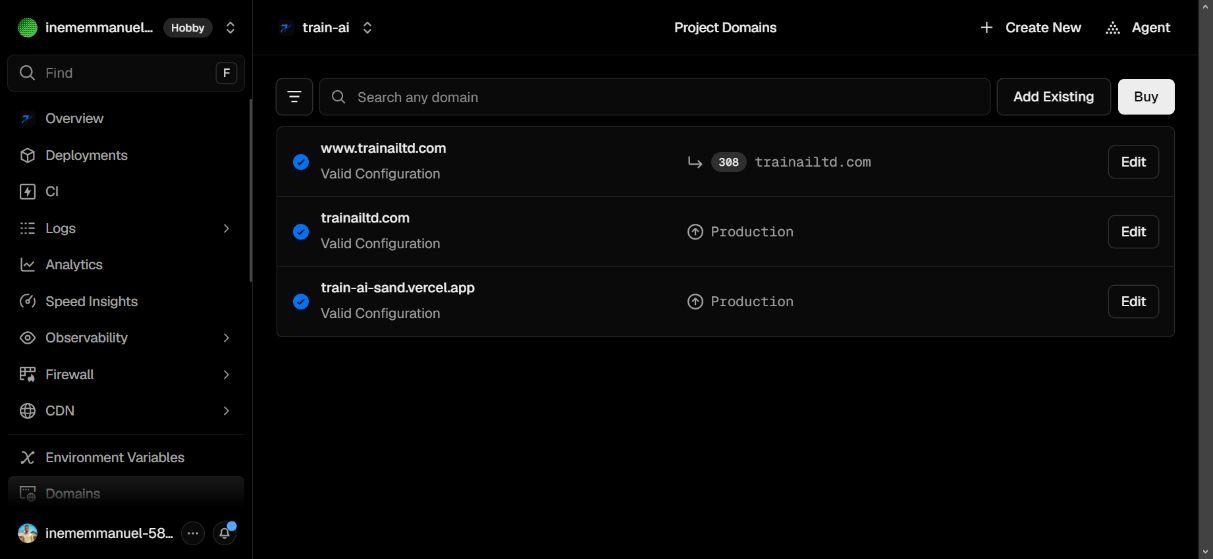 inememmanuel... Hobby
train-ai
Project Domains
Create New
Agent
Find F
Search any domain
Add Existing
Buy
Overview
Deployments
CI
Logs
Analytics
Speed Insights
Observability
Firewall
CDN
Environment Variables
Domains
inememmanuel-58...
www.trainailtd.com
Valid Configuration
308 trainailtd.com
Edit
trainailtd.com
Valid Configuration
Production
Edit
train-ai-sand.vercel.app
Valid Configuration
Production
Edit